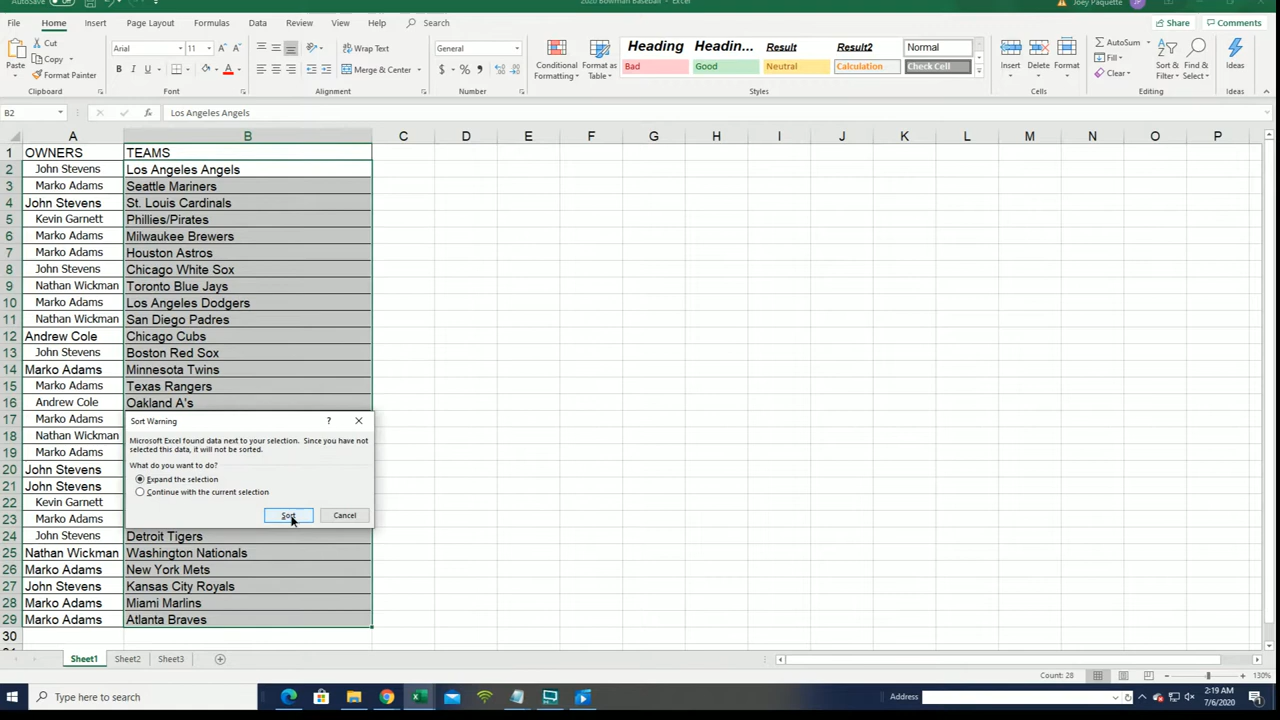 AutoSave Off 2020 Bowman Baseball - Excel Joey Paquette JP
File Home Insert Page Layout Formulas Data Review View Help Search Share Comments
Paste Cut Copy Format Painter Clipboard
Arial 11 A A B I U Font
Wrap Text Merge & Center Alignment
General $ % , Number
Conditional Formatting Format as Table
Heading Headin... Result Result2 Normal
Bad Good Neutral Calculation Check Cell
Styles
Insert Delete Format Cells
AutoSum Fill Clear Sort & Filter Find & Select Editing
Ideas Ideas
B2 fx Los Angeles Angels
A B C D E F G H I J K L M N O P
1 OWNERS TEAMS
2 John Stevens Los Angeles Angels
3 Marko Adams Seattle Mariners
4 John Stevens St. Louis Cardinals
5 Kevin Garnett Phillies/Pirates
6 Marko Adams Milwaukee Brewers
7 Marko Adams Houston Astros
8 John Stevens Chicago White Sox
9 Nathan Wickman Toronto Blue Jays
10 Marko Adams Los Angeles Dodgers
11 Nathan Wickman San Diego Padres
12 Andrew Cole Chicago Cubs
13 John Stevens Boston Red Sox
14 Marko Adams Minnesota Twins
15 Marko Adams Texas Rangers
16 Andrew Cole Oakland A's
17 Marko Adams
18 Nathan Wickman
19 Marko Adams
20 John Stevens
21 John Stevens
22 Kevin Garnett
23 Marko Adams
24 John Stevens Detroit Tigers
25 Nathan Wickman Washington Nationals
26 Marko Adams New York Mets
27 John Stevens Kansas City Royals
28 Marko Adams Miami Marlins
29 Marko Adams Atlanta Braves
30
Sort Warning ? ×
Microsoft Excel found data next to your selection. Since you have not
selected this data, it will not be sorted.
What do you want to do?
Expand the selection
Continue with the current selection
Sort Cancel
Sheet1 Sheet2 Sheet3
Count: 28 130%
Type here to search Address 2:19 AM
7/6/2020